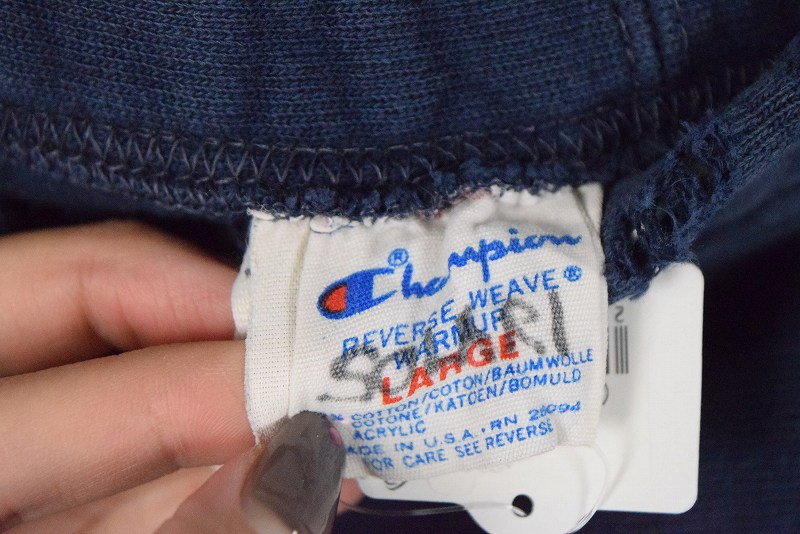 Champion®
REVERSE WEAVE®
WARMUP
LARGE
% COTTON/COTON/BAUMWOLLE
COTONE/KATOEN/BOMULD
ACRYLIC
MADE IN U.S.A. RN 26094
FOR CARE SEE REVERSE